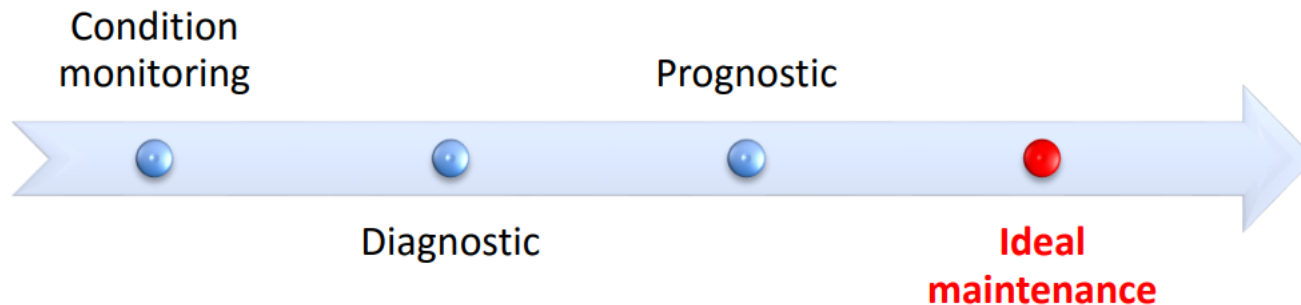 Condition
monitoring
Diagnostic
Prognostic
Ideal
maintenance